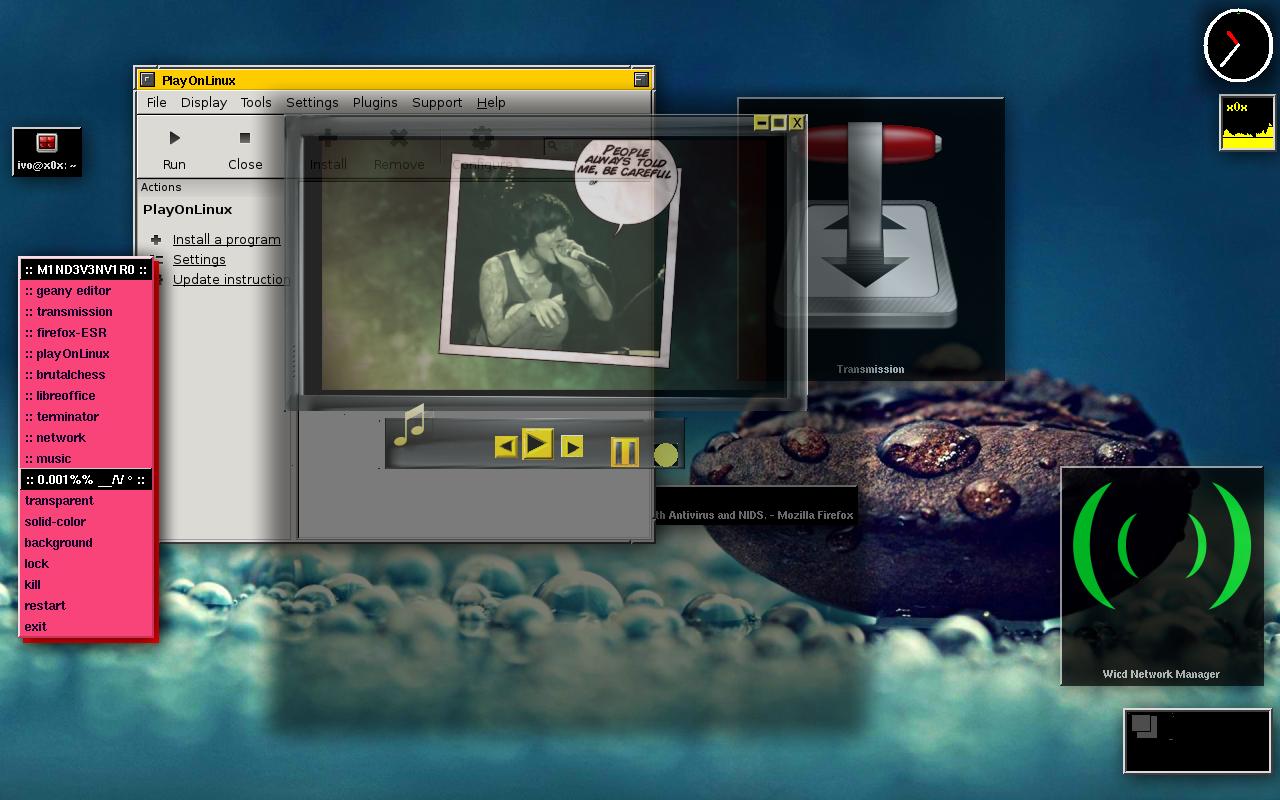 PlayOnLinux
File Display Tools Settings Plugins Support Help
Run Close Install Remove Configure
Actions
PlayOnLinux
Install a program
Settings
Update instruction
PEOPLE
ALWAYS TOLD
ME, BE CAREFUL
OF
X
x0x
ivo@x0x: ~
:: M1ND3V3NV1R0 ::
:: geany editor
:: transmission
:: firefox-ESR
:: playOnLinux
:: brutalchess
:: libreoffice
:: terminator
:: network
:: music
:: 0.001%% __/\/ ° ::
transparent
solid-color
background
lock
kill
restart
exit
Transmission
th Antivirus and NIDS. - Mozilla Firefox
Wicd Network Manager